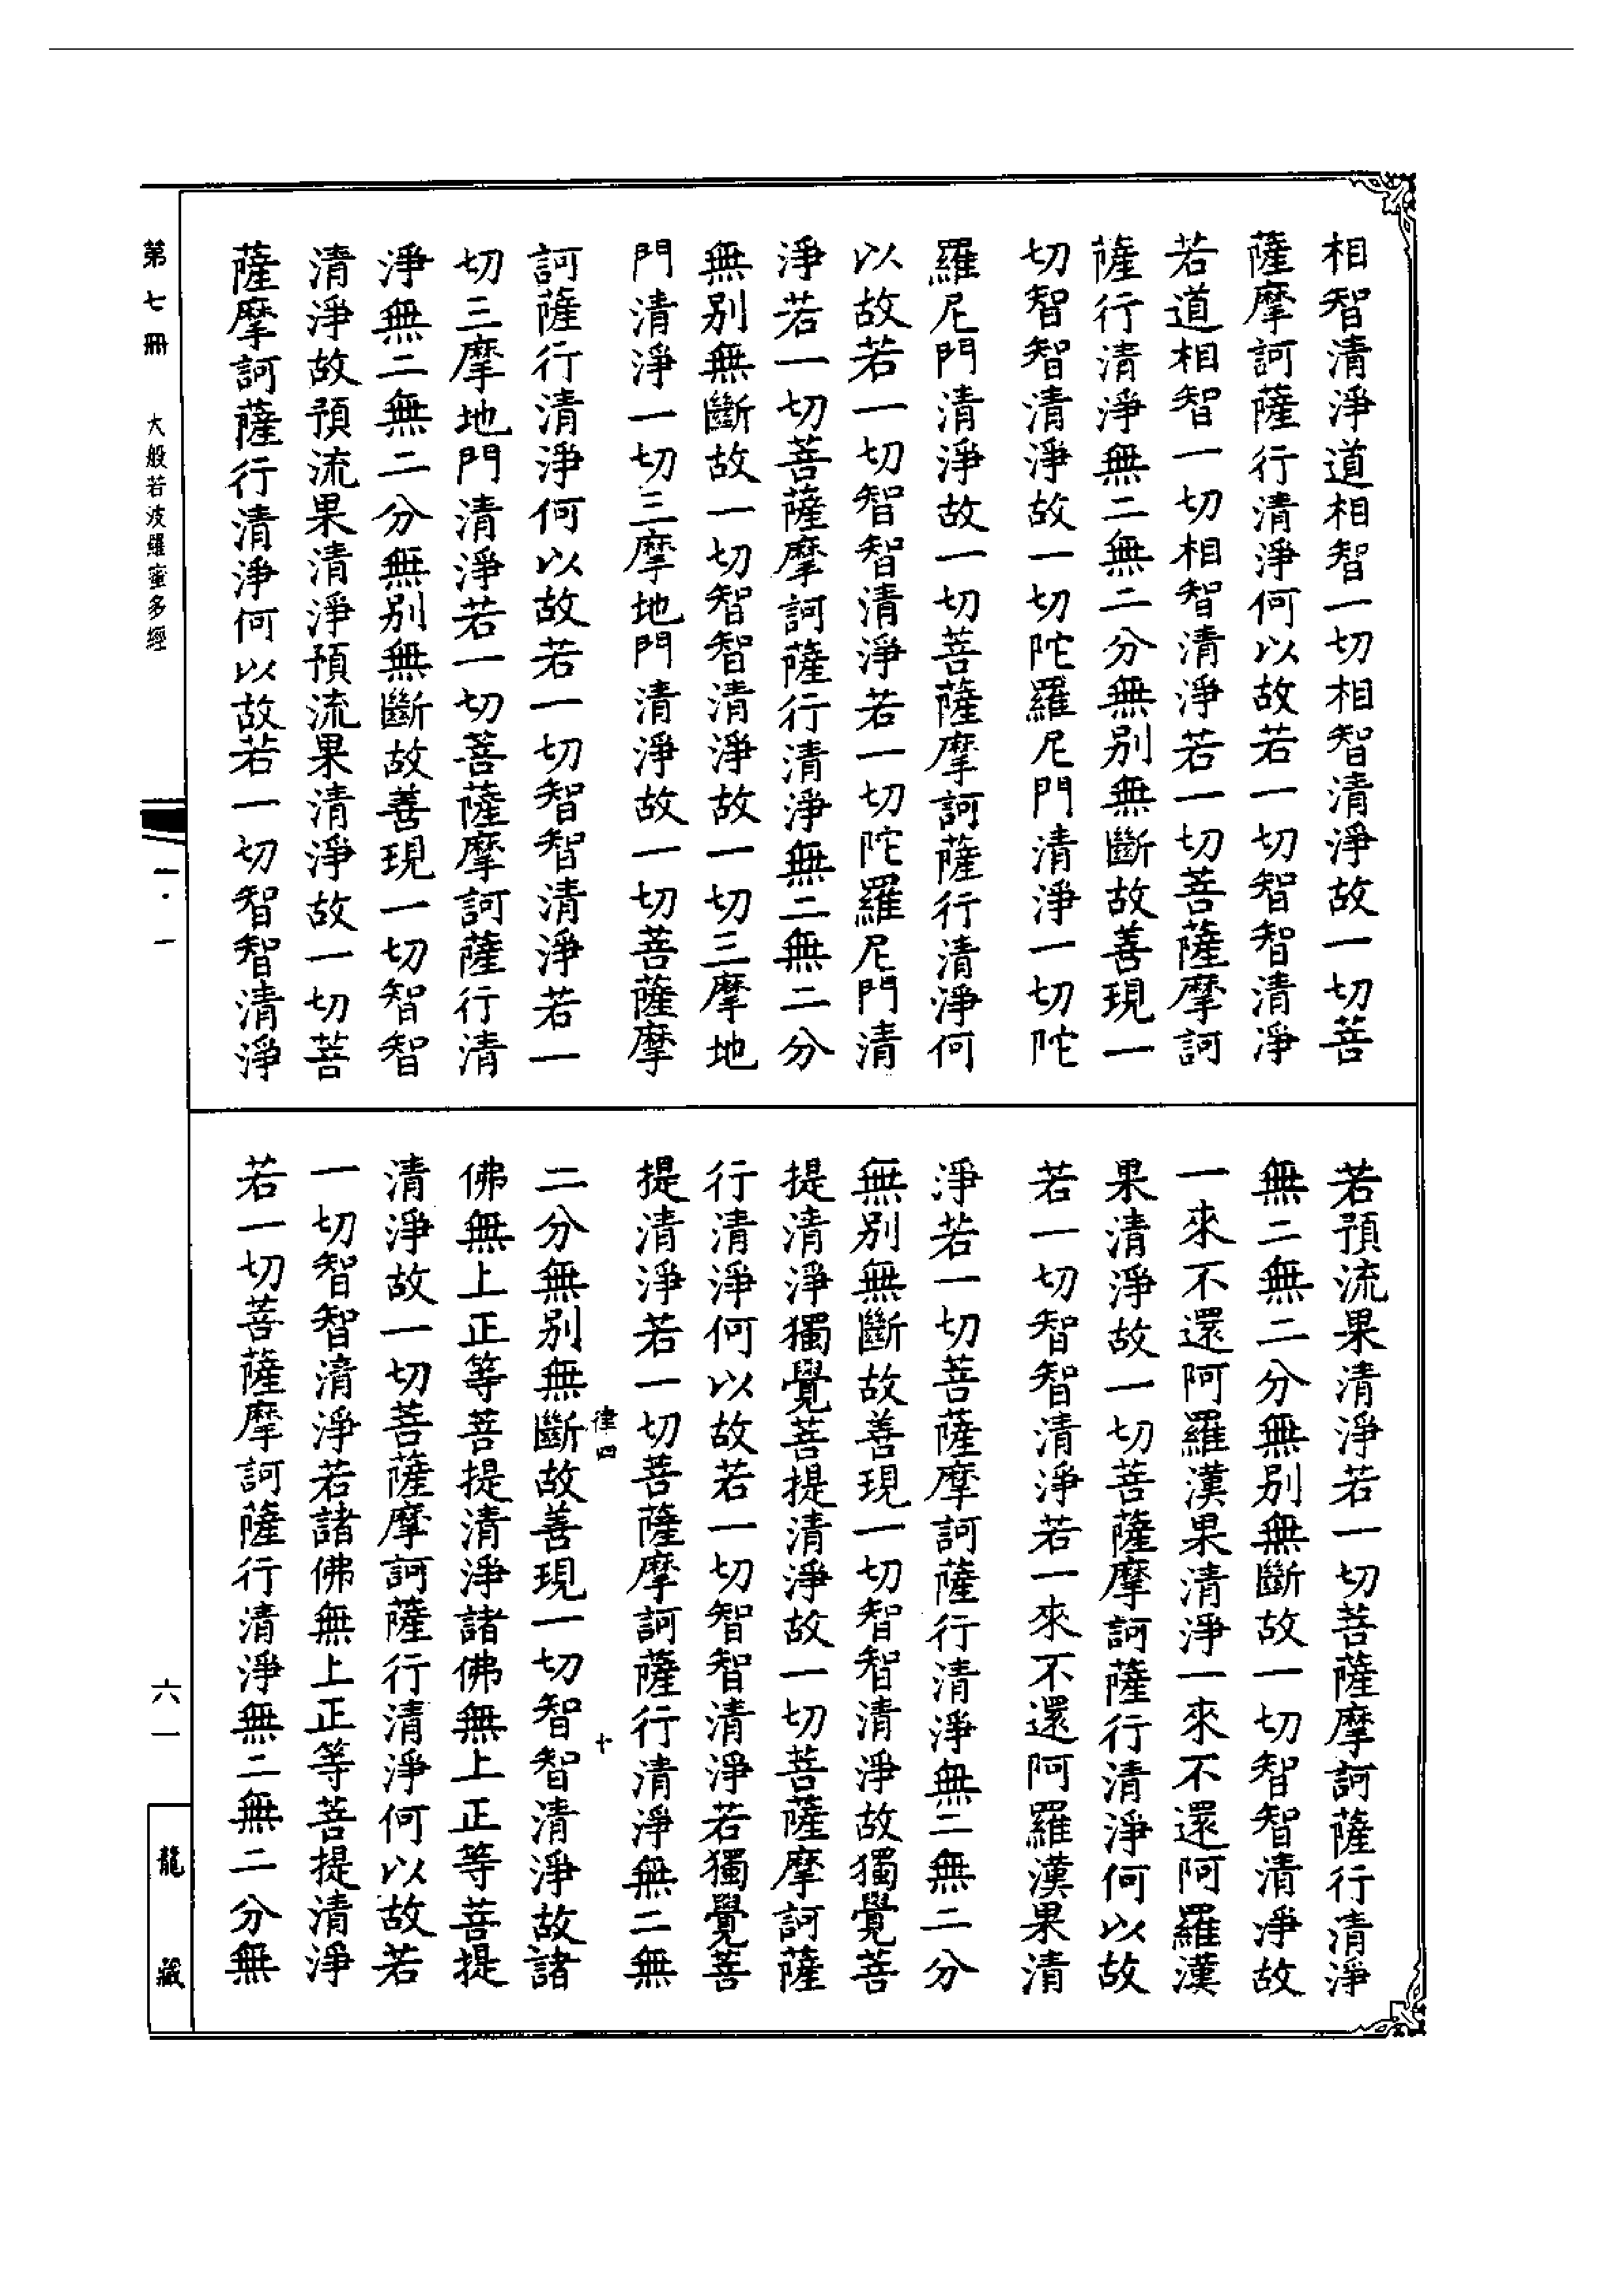 相智清淨道相智一切相智清淨故一切菩
薩摩訶薩行清淨何以故若一切智智清淨
若道相智一切相智清淨若一切菩薩摩訶
薩行清淨無二無二分無別無斷故善現一
切智智清淨故一切陀羅尼門清淨一切陀
羅尼門清淨故一切菩薩摩訶薩行清淨何
以故若一切智智清淨若一切陀羅尼門清
淨若一切菩薩摩訶薩行清淨無二無二分
無別無斷故一切智智清淨故一切三摩地
門清淨一切三摩地門清淨故一切菩薩摩
訶薩行清淨何以故若一切智智清淨若一
切三摩地門清淨若一切菩薩摩訶薩行清
淨無二無二分無別無斷故善現一切智智
清淨故預流果清淨預流果清淨故一切菩
薩摩訶薩行清淨何以故若一切智智清淨
若預流果清淨若一切菩薩摩訶薩行清淨
無二無二分無別無斷故一切智智清淨故
一來不還阿羅漢果清淨一來不還阿羅漢
果清淨故一切菩薩摩訶薩行清淨何以故
若一切智智清淨若一來不還阿羅漢果清
淨若一切菩薩摩訶薩行清淨無二無二分
無別無斷故善現一切智智清淨故獨覺菩
提清淨獨覺菩提清淨故一切菩薩摩訶薩
行清淨何以故若一切智智清淨若獨覺菩
提清淨若一切菩薩摩訶薩行清淨無二無
律四 十
二分無別無斷故善現一切智智清淨故諸
佛無上正等菩提清淨諸佛無上正等菩提
清淨故一切菩薩摩訶薩行清淨何以故若
一切智智清淨若諸佛無上正等菩提清淨
若一切菩薩摩訶薩行清淨無二無二分無
第七冊 大般若波羅蜜多經 一·一 六一 龍藏